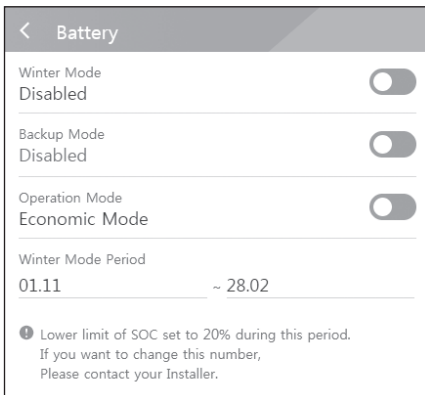 Battery
Winter Mode
Disabled
Backup Mode
Disabled
Operation Mode
Economic Mode
Winter Mode Period
01.11 ~ 28.02
Lower limit of SOC set to 20% during this period.
If you want to change this number,
Please contact your Installer.